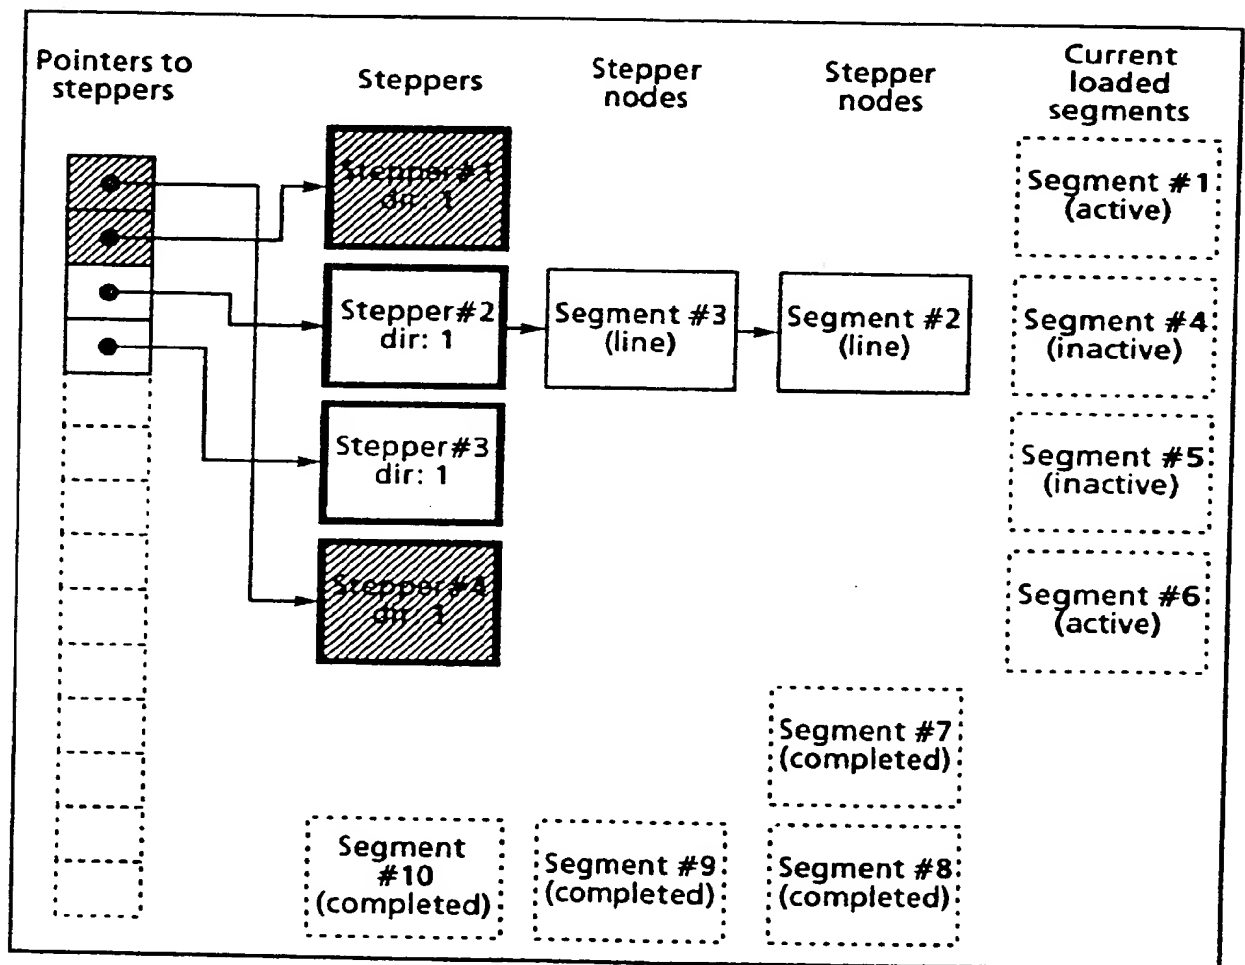 Pointers to
steppers
Steppers
Stepper
nodes
Stepper
nodes
Current
loaded
segments
Stepper#1
dir: 1
Segment #1
(active)
Stepper#2
dir: 1
Segment #3
(line)
Segment #2
(line)
Segment #4
(inactive)
Stepper#3
dir: 1
Segment #5
(inactive)
Stepper#4
dir: 1
Segment #6
(active)
Segment #7
(completed)
Segment
#10
(completed)
Segment #9
(completed)
Segment #8
(completed)